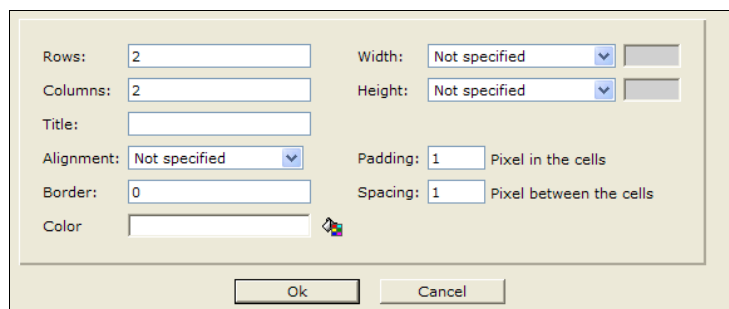 Rows: 2 Width: Not specified
Columns: 2 Height: Not specified
Title:
Alignment: Not specified Padding: 1 Pixel in the cells
Border: 0 Spacing: 1 Pixel between the cells
Color
Ok Cancel